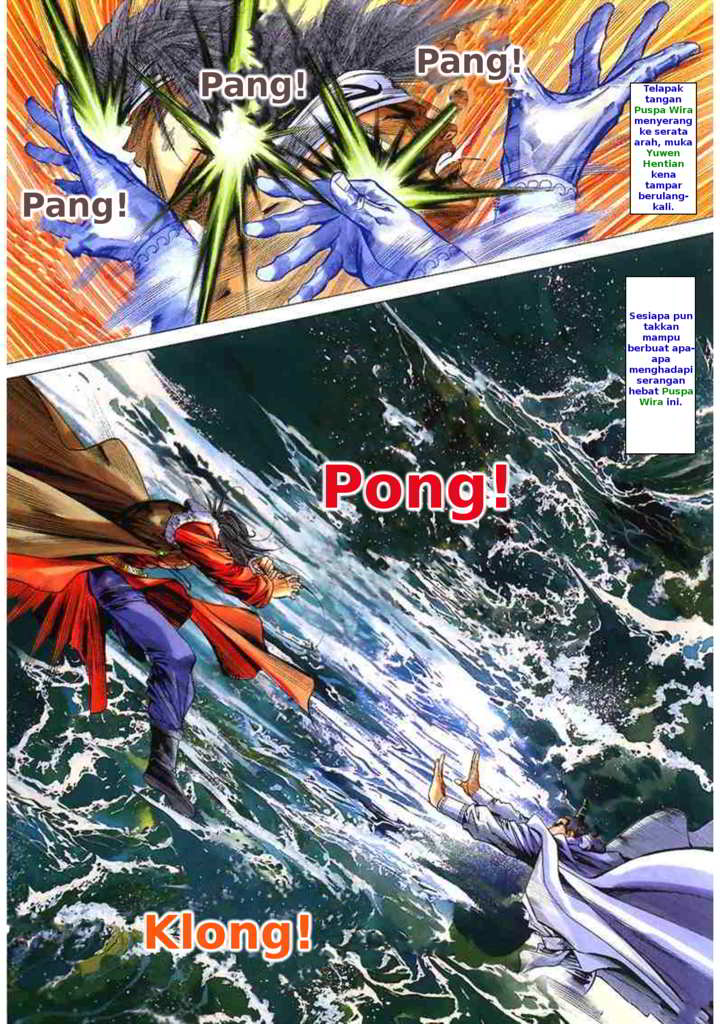 Pang!
Pang!
Pang!
Telapak
tangan
Puspa Wira
menyerang
ke serata
arah, muka
Yuwen
Hentian
kena
tampar
berulang-
kali.
Sesiapa pun
takkan
mampu
berbuat apa-
apa
menghadapi
serangan
hebat Puspa
Wira ini.
Pong!
Klong!